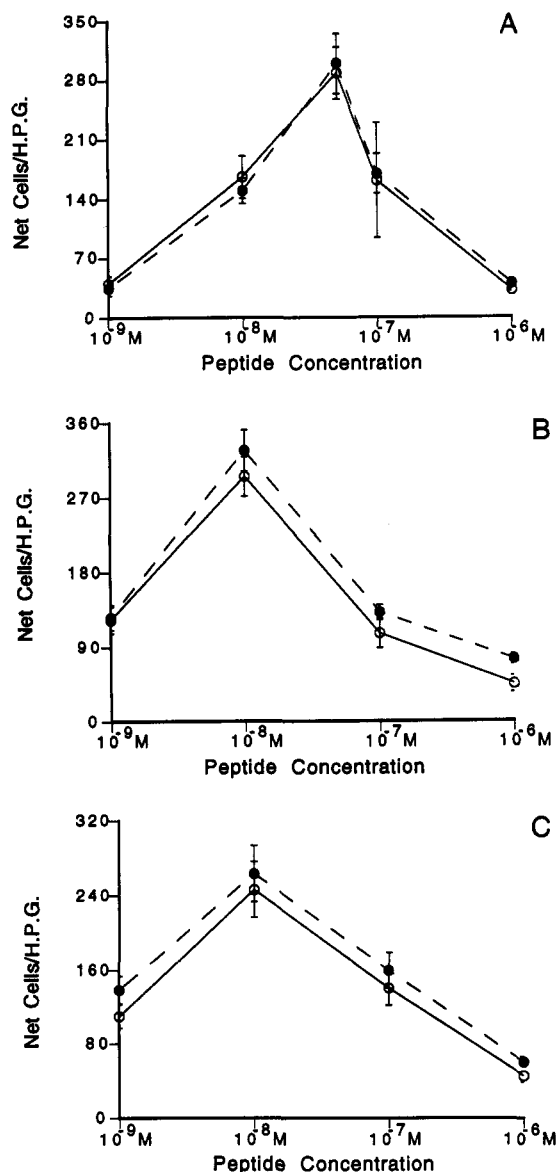 A
350
280
210
140
70
0
Net Cells/H.P.G.
10⁻⁹M 10⁻⁸M 10⁻⁷M 10⁻⁶M
Peptide Concentration
B
360
270
180
90
0
Net Cells/H.P.G.
10⁻⁹M 10⁻⁸M 10⁻⁷M 10⁻⁶M
Peptide Concentration
C
320
240
160
80
0
Net Cells/H.P.G.
10⁻⁹M 10⁻⁸M 10⁻⁷M 10⁻⁶M
Peptide Concentration